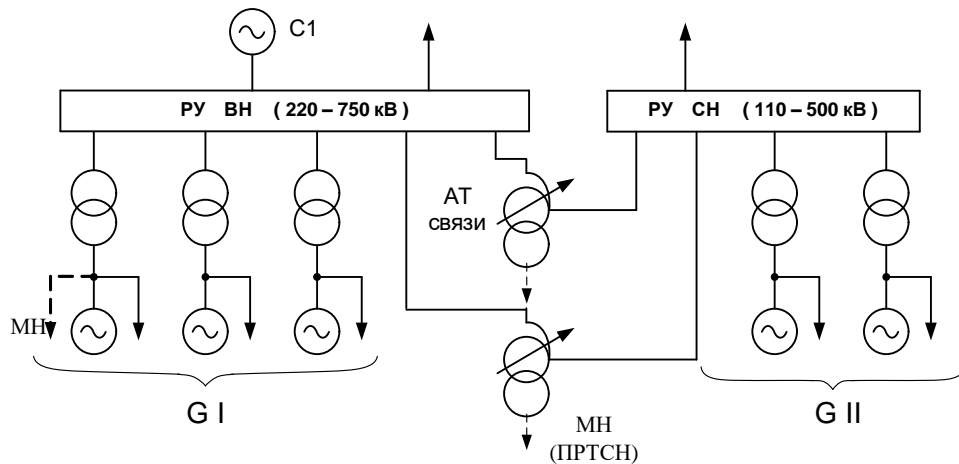 С1
РУ ВН ( 220 – 750 кВ )
РУ СН ( 110 – 500 кВ )
АТ
связи
МН
G I
G II
МН
(ПРТСН)